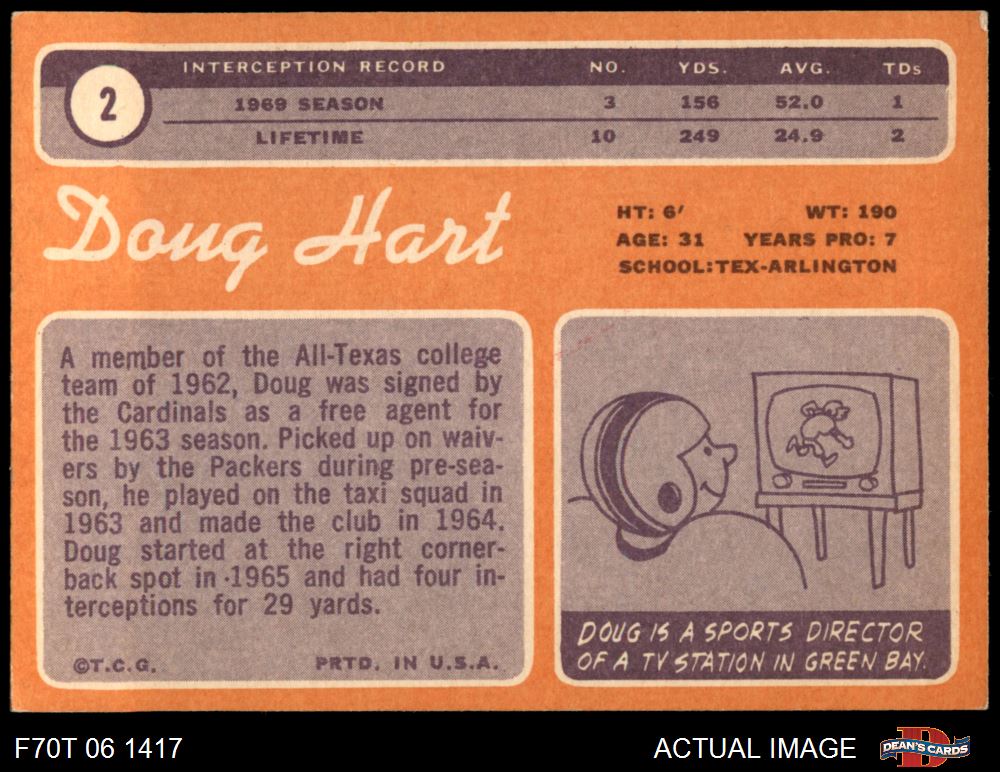 2
INTERCEPTION RECORD NO. YDS. AVG. TDs
1969 SEASON 3 156 52.0 1
LIFETIME 10 249 24.9 2
Doug Hart
HT: 6′ WT: 190
AGE: 31 YEARS PRO: 7
SCHOOL:TEX-ARLINGTON
A member of the All-Texas college
team of 1962, Doug was signed by
the Cardinals as a free agent for
the 1963 season. Picked up on waiv-
ers by the Packers during pre-sea-
son, he played on the taxi squad in
1963 and made the club in 1964.
Doug started at the right corner-
back spot in 1965 and had four in-
terceptions for 29 yards.
©T.C.G. PRTD. IN U.S.A.
DOUG IS A SPORTS DIRECTOR
OF A TV STATION IN GREEN BAY.
F70T 06 1417 ACTUAL IMAGE D DEAN'S CARDS